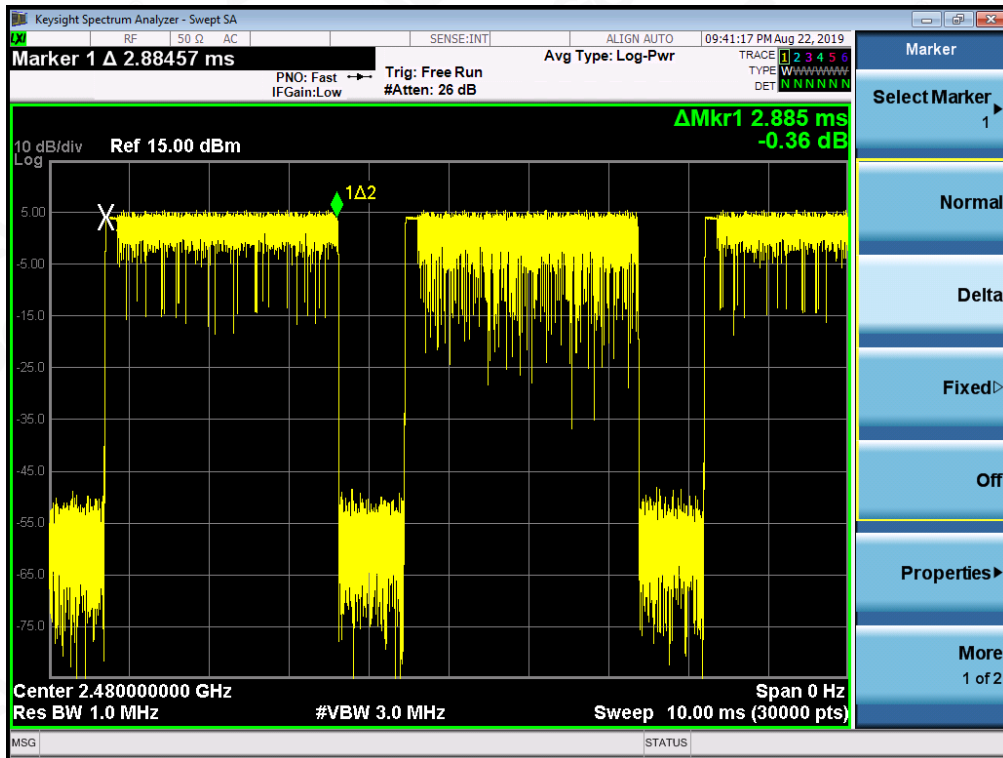 Keysight Spectrum Analyzer - Swept SA
LXI RF 50 Ω AC SENSE:INT ALIGN AUTO 09:41:17 PM Aug 22, 2019
Marker 1 Δ 2.88457 ms
PNO: Fast
IFGain:Low
Trig: Free Run
#Atten: 26 dB
Avg Type: Log-Pwr
TRACE 1 2 3 4 5 6
TYPE WWWWWW
DET N N N N N N
ΔMkr1 2.885 ms
-0.36 dB
10 dB/div Ref 15.00 dBm
Log
1Δ2
X
5.00
-5.00
-15.0
-25.0
-35.0
-45.0
-55.0
-65.0
-75.0
Center 2.480000000 GHz Span 0 Hz
Res BW 1.0 MHz #VBW 3.0 MHz Sweep 10.00 ms (30000 pts)
MSG STATUS
Marker
Select Marker
1
Normal
Delta
Fixed
Off
Properties
More
1 of 2